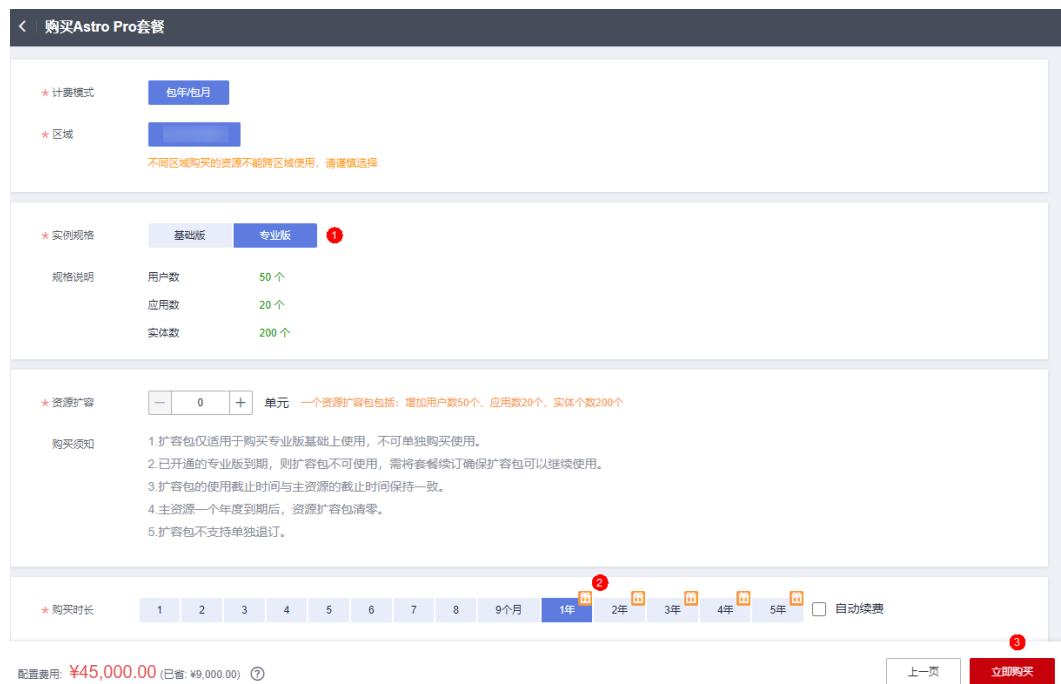 购买Astro Pro套餐
* 计费模式 包年/包月
* 区域
不同区域购买的资源不能跨区域使用，请谨慎选择
* 实例规格 基础版 专业版 1
规格说明 用户数 50 个
应用数 20 个
实体数 200 个
* 资源扩容 — 0 + 单元 一个资源扩容包包括：增加用户数50个、应用数20个、实体个数200个
购买须知 1.扩容包仅适用于购买专业版基础上使用，不可单独购买使用。
2.已开通的专业版到期，则扩容包不可使用，需将套餐续订确保扩容包可以继续使用。
3.扩容包的使用截止时间与主资源的截止时间保持一致。
4.主资源一个年度到期后，资源扩容包清零。
5.扩容包不支持单独退订。
2
* 购买时长 1 2 3 4 5 6 7 8 9个月 1年 2年 3年 4年 5年 自动续费
3
配置费用: ¥45,000.00 (已省: ¥9,000.00) ? 上一页 立即购买